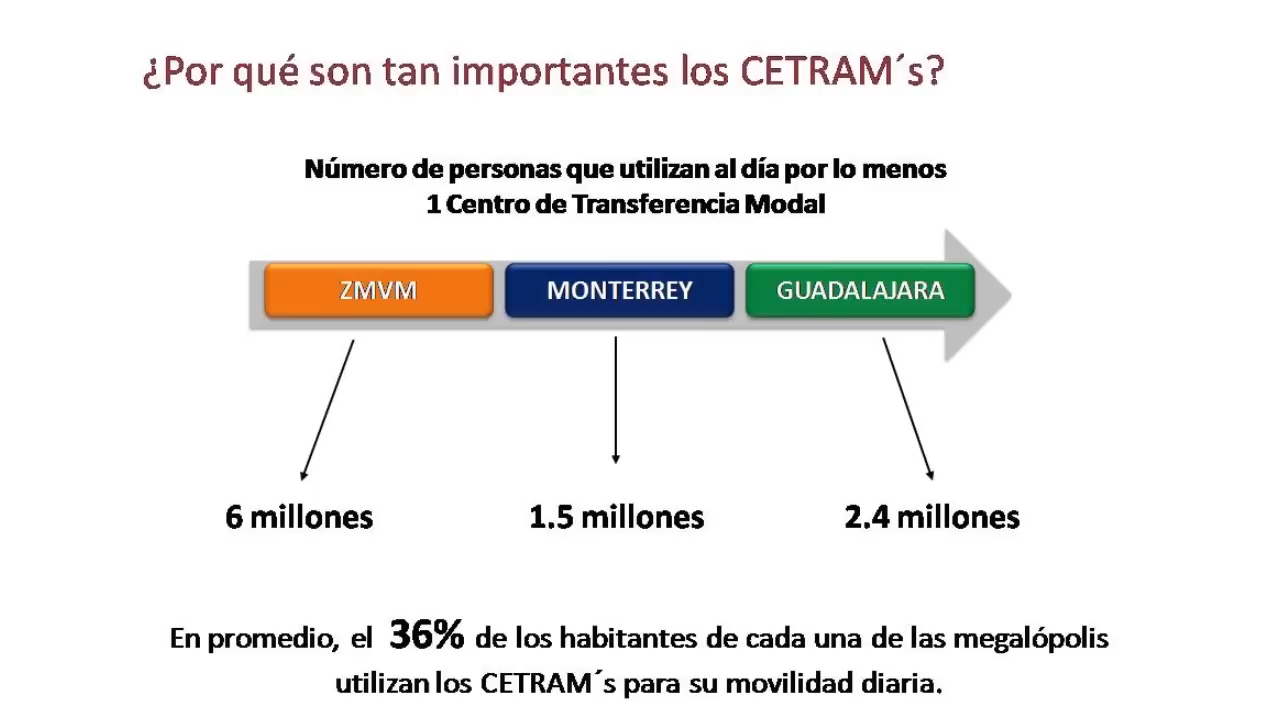 ¿Por qué son tan importantes los CETRAM´s?
Número de personas que utilizan al día por lo menos
1 Centro de Transferencia Modal
ZMVM
MONTERREY
GUADALAJARA
6 millones
1.5 millones
2.4 millones
En promedio, el 36% de los habitantes de cada una de las megalópolis
utilizan los CETRAM´s para su movilidad diaria.